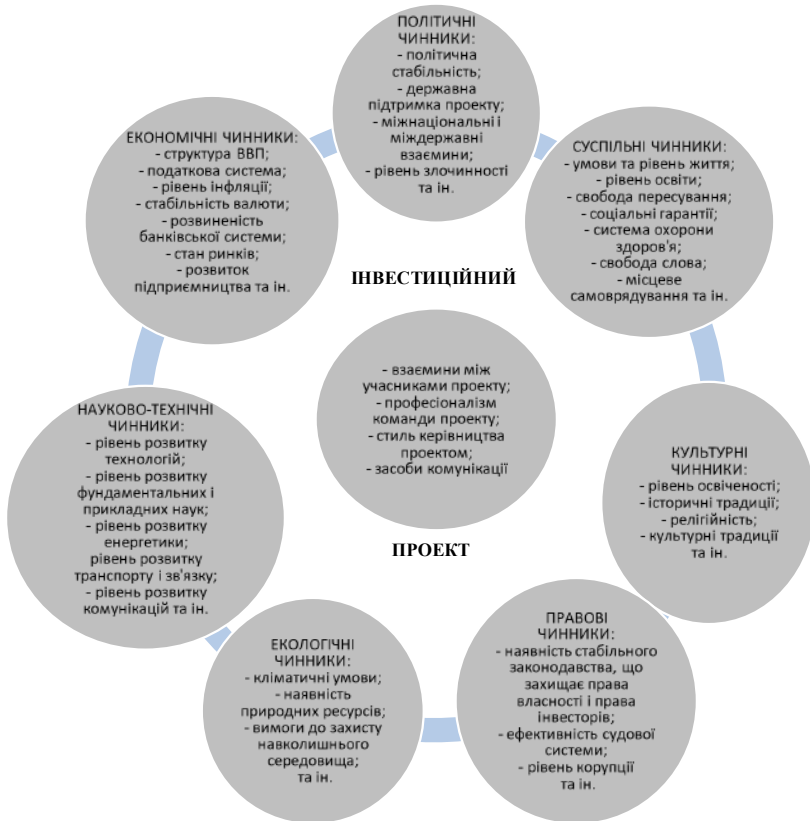 ПОЛІТИЧНІ
ЧИННИКИ:
- політична
стабільність;
- державна
підтримка проекту;
- міжнаціональні і
міждержавні
взаємини;
- рівень злочинності
та ін.
ЕКОНОМІЧНІ ЧИННИКИ:
- структура ВВП;
- податкова система;
- рівень інфляції;
- стабільність валюти;
- розвиненість
банківської системи;
- стан ринків;
- розвиток
підприємництва та ін.
СУСПІЛЬНІ ЧИННИКИ:
- умови та рівень життя;
- рівень освіти;
- свобода пересування;
- соціальні гарантії;
- система охорони
здоров'я;
- свобода слова;
- місцеве
самоврядування та ін.
ІНВЕСТИЦІЙНИЙ
- взаємини між
учасниками проекту;
- професіоналізм
команди проекту;
- стиль керівництва
проектом;
- засоби комунікації
ПРОЕКТ
НАУКОВО-ТЕХНІЧНІ
ЧИННИКИ:
- рівень розвитку
технологій;
- рівень розвитку
фундаментальних і
прикладних наук;
- рівень розвитку
енергетики;
рівень розвитку
транспорту і зв'язку;
- рівень розвитку
комунікацій та ін.
КУЛЬТУРНІ
ЧИННИКИ:
- рівень освіченості;
- історичні традиції;
- релігійність;
- культурні традиції
та ін.
ЕКОЛОГІЧНІ
ЧИННИКИ:
- кліматичні умови;
- наявність
природних ресурсів;
- вимоги до захисту
навколишнього
середовища;
та ін.
ПРАВОВІ
ЧИННИКИ:
- наявність стабільного
законодавства, що
захищає права
власності і права
інвесторів;
- ефективність судової
системи;
- рівень корупції
та ін.